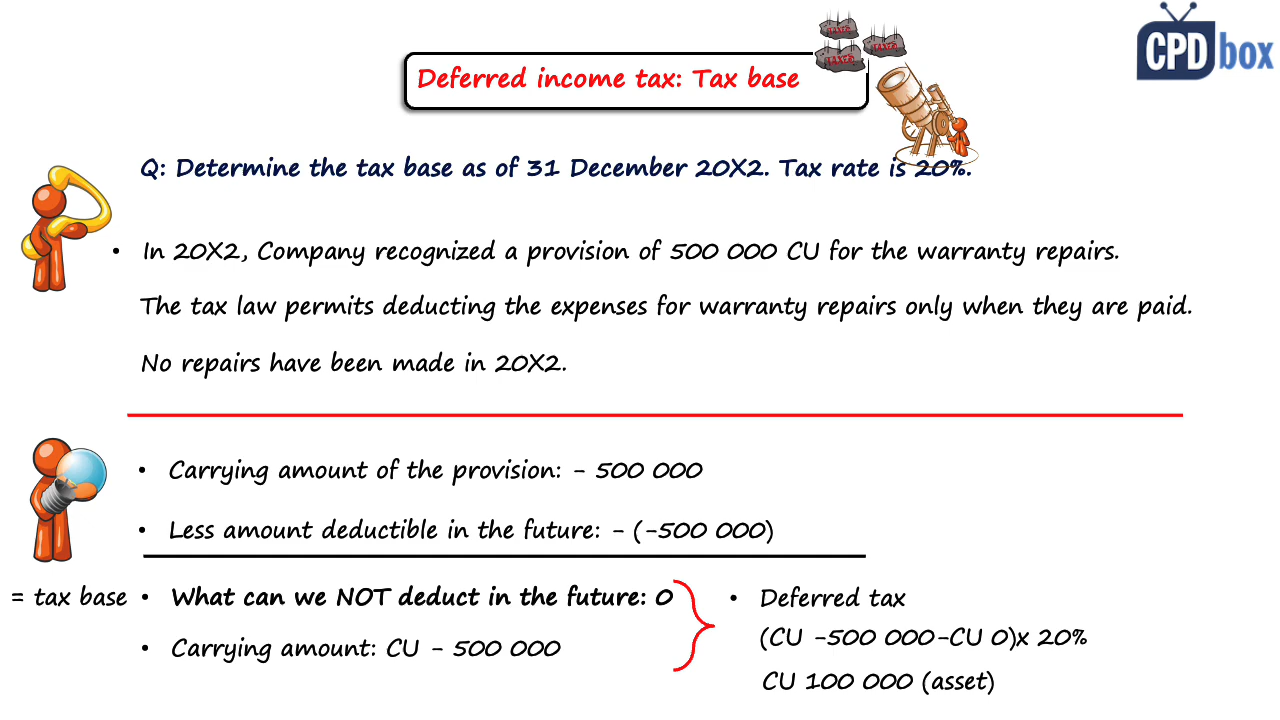 CPD box
TAXES
TAXES
TAXES
Deferred income tax: Tax base
Q: Determine the tax base as of 31 December 20X2. Tax rate is 20%.
• In 20X2, Company recognized a provision of 500 000 CU for the warranty repairs.
The tax law permits deducting the expenses for warranty repairs only when they are paid.
No repairs have been made in 20X2.
• Carrying amount of the provision: - 500 000
• Less amount deductible in the future: - (-500 000)
= tax base • What can we NOT deduct in the future: 0
• Carrying amount: CU - 500 000
• Deferred tax
(CU -500 000-CU 0)x 20%
CU 100 000 (asset)